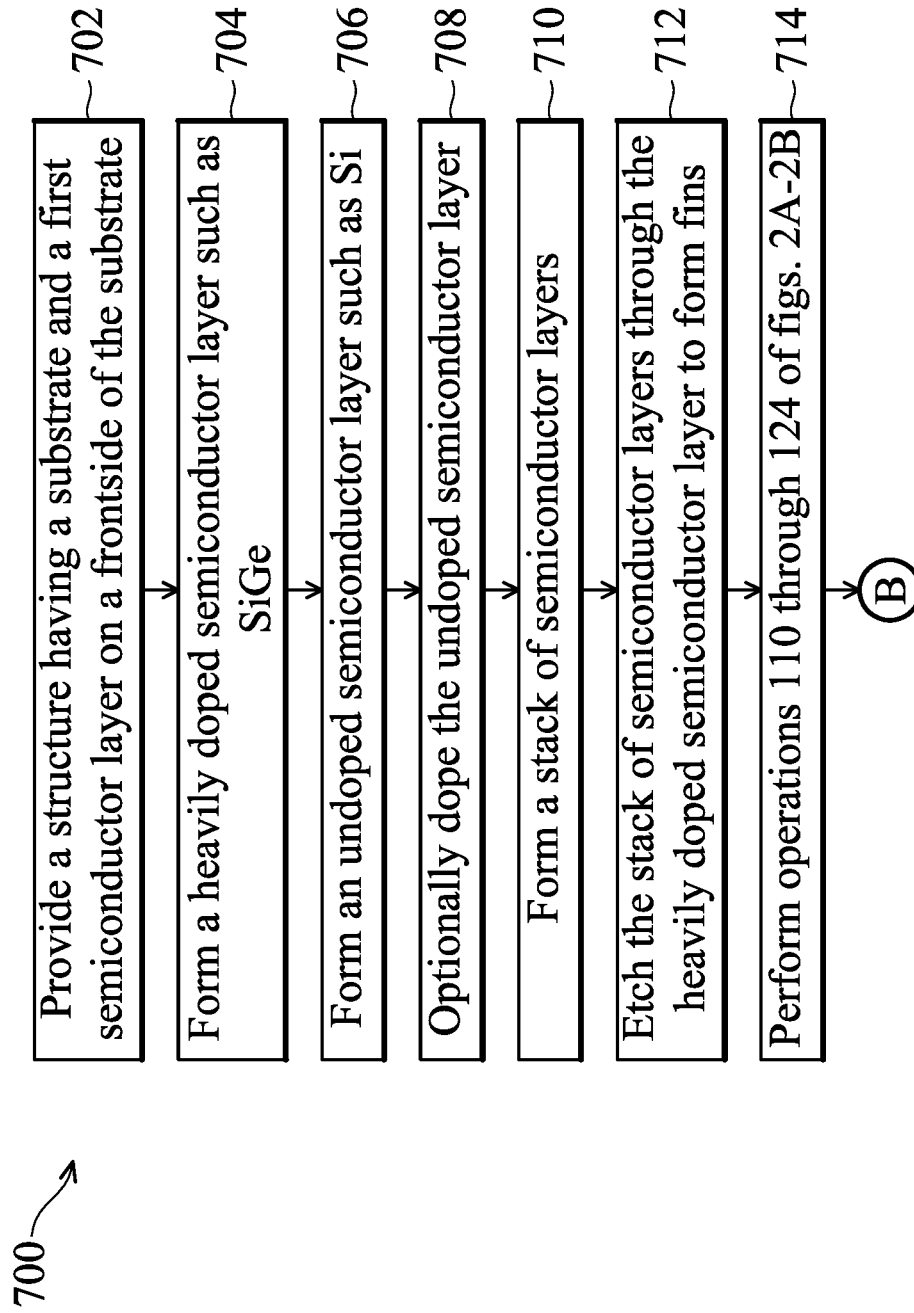 700
Provide a structure having a substrate and a first
semiconductor layer on a frontside of the substrate
702
Form a heavily doped semiconductor layer such as
SiGe
704
Form an undoped semiconductor layer such as Si
706
Optionally dope the undoped semiconductor layer
708
Form a stack of semiconductor layers
710
Etch the stack of semiconductor layers through the
heavily doped semiconductor layer to form fins
712
Perform operations 110 through 124 of figs. 2A-2B
714
B